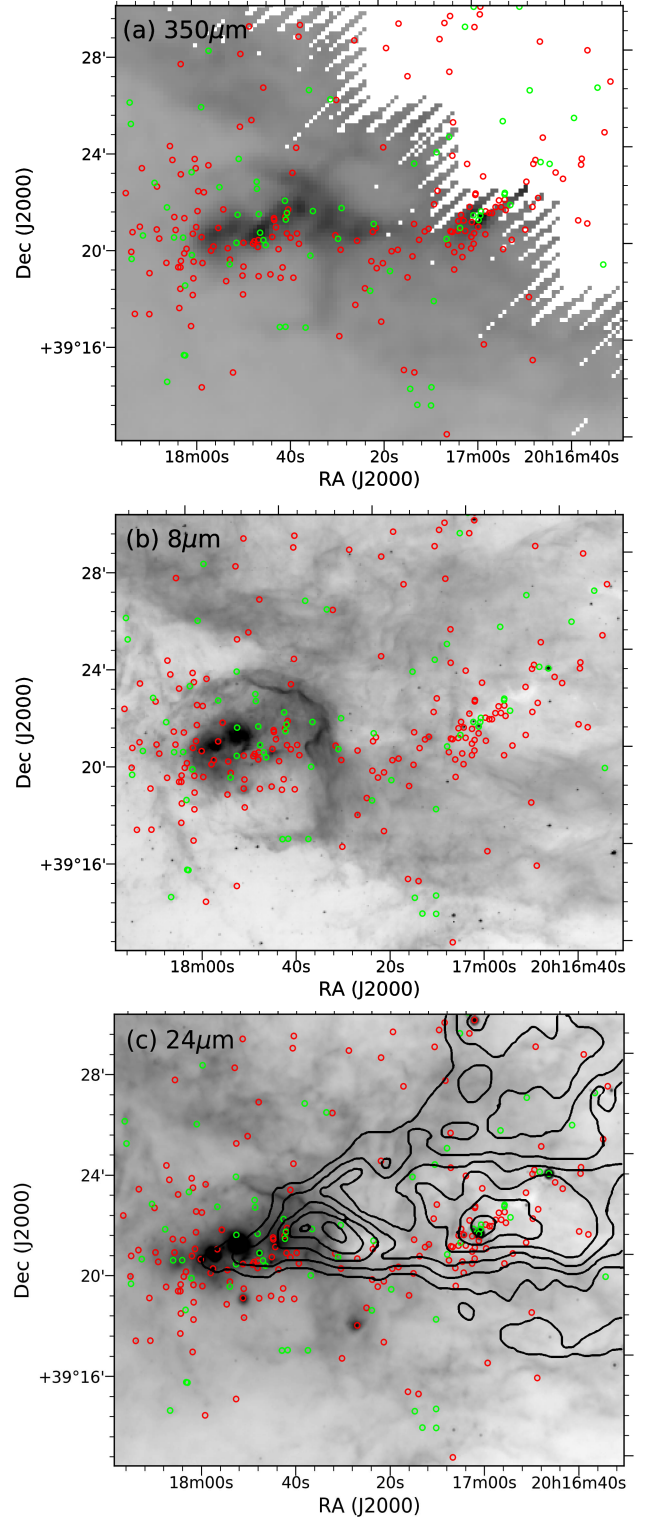 (a) 350μm
28'
24'
20'
+39°16'
Dec (J2000)
18m00s 40s 20s 17m00s 20h16m40s
RA (J2000)
(b) 8μm
28'
24'
20'
+39°16'
Dec (J2000)
18m00s 40s 20s 17m00s 20h16m40s
RA (J2000)
(c) 24μm
28'
24'
20'
+39°16'
Dec (J2000)
18m00s 40s 20s 17m00s 20h16m40s
RA (J2000)